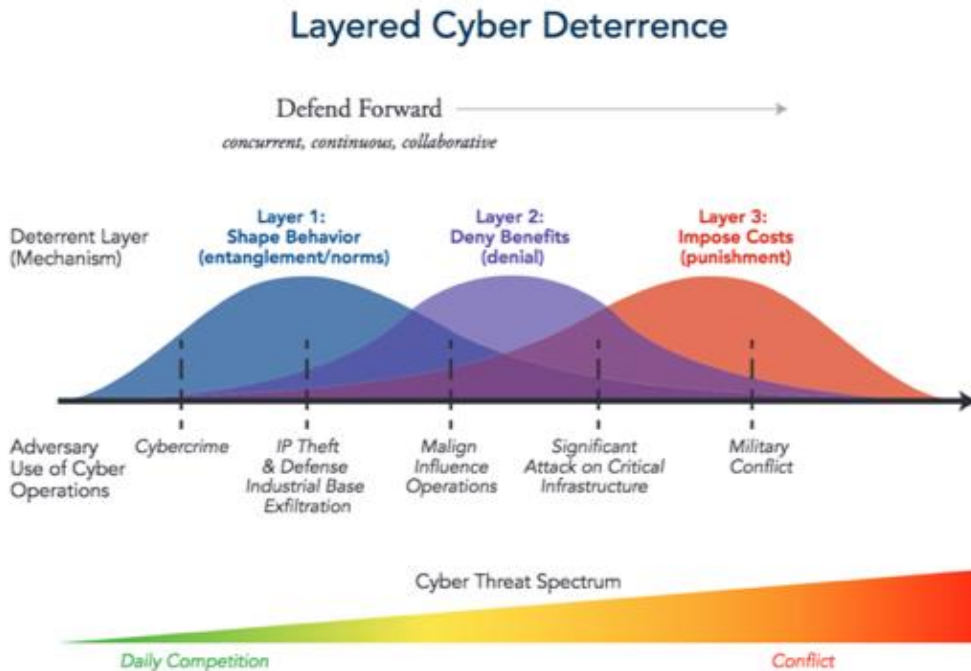 Layered Cyber Deterrence
Defend Forward
concurrent, continuous, collaborative
Deterrent Layer
(Mechanism)
Layer 1:
Shape Behavior
(entanglement/norms)
Layer 2:
Deny Benefits
(denial)
Layer 3:
Impose Costs
(punishment)
Adversary
Use of Cyber
Operations
Cybercrime
IP Theft
& Defense
Industrial Base
Exfiltration
Malign
Influence
Operations
Significant
Attack on Critical
Infrastructure
Military
Conflict
Cyber Threat Spectrum
Daily Competition
Conflict